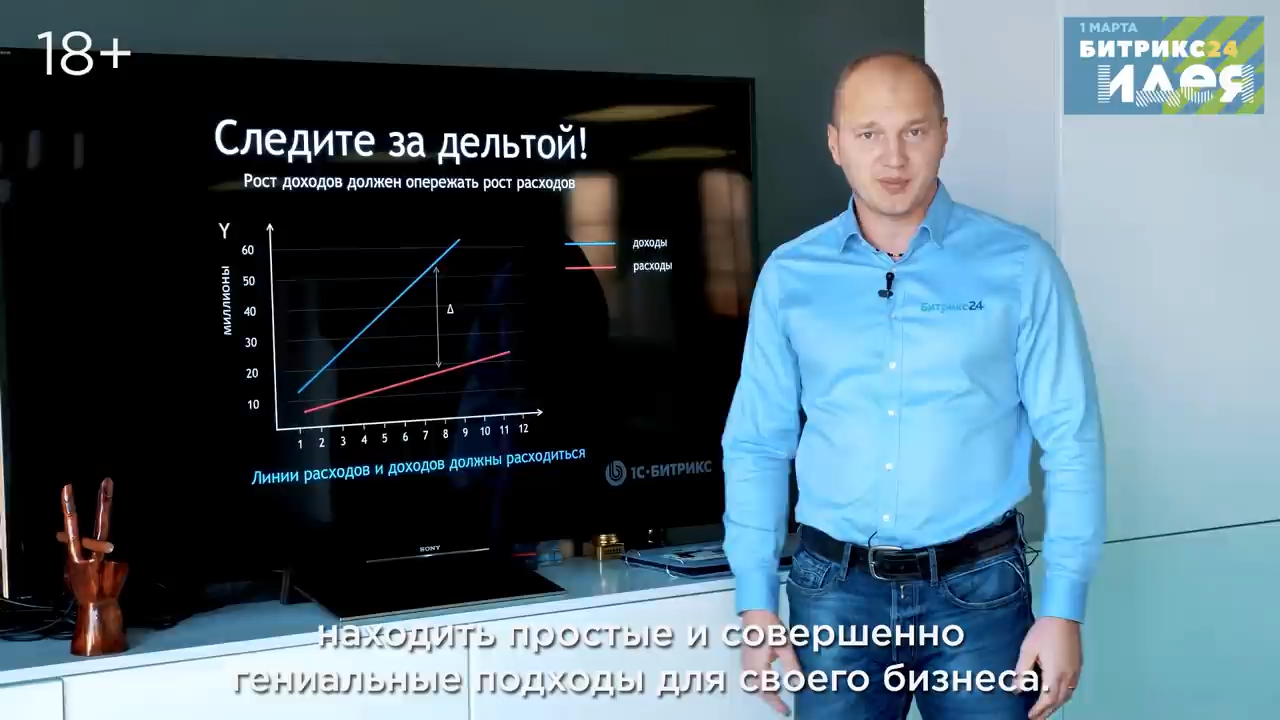 18+
1 МАРТА
БИТРИКС24
идея
Следите за дельтой!
Рост доходов должен опережать рост расходов
Y
миллионы
60
50
40
30
20
10
Δ
доходы
расходы
1 2 3 4 5 6 7 8 9 10 11 12
Линии расходов и доходов должны расходиться
1С·БИТРИКС
SONY
Битрикс24
находить простые и совершенно
гениальные подходы для своего бизнеса.